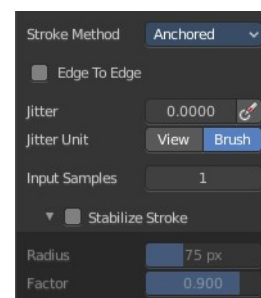 Stroke Method Anchored
Edge To Edge
Jitter 0.0000
Jitter Unit View Brush
Input Samples 1
Stabilize Stroke
Radius 75 px
Factor 0.900